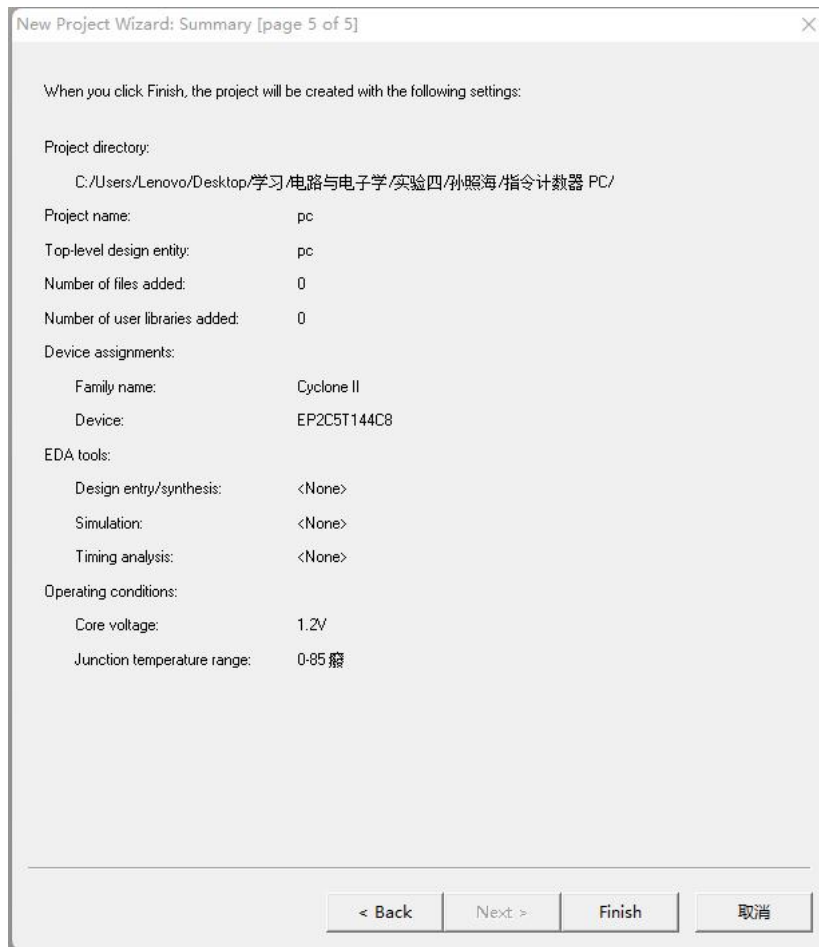 New Project Wizard: Summary [page 5 of 5]
When you click Finish, the project will be created with the following settings:
Project directory:
C:/Users/Lenovo/Desktop/学习/电路与电子学/实验四/孙照海/指令计数器 PC/
Project name: pc
Top-level design entity: pc
Number of files added: 0
Number of user libraries added: 0
Device assignments:
Family name: Cyclone II
Device: EP2C5T144C8
EDA tools:
Design entry/synthesis: <None>
Simulation: <None>
Timing analysis: <None>
Operating conditions:
Core voltage: 1.2V
Junction temperature range: 0-85 癈
< Back Next > Finish 取消